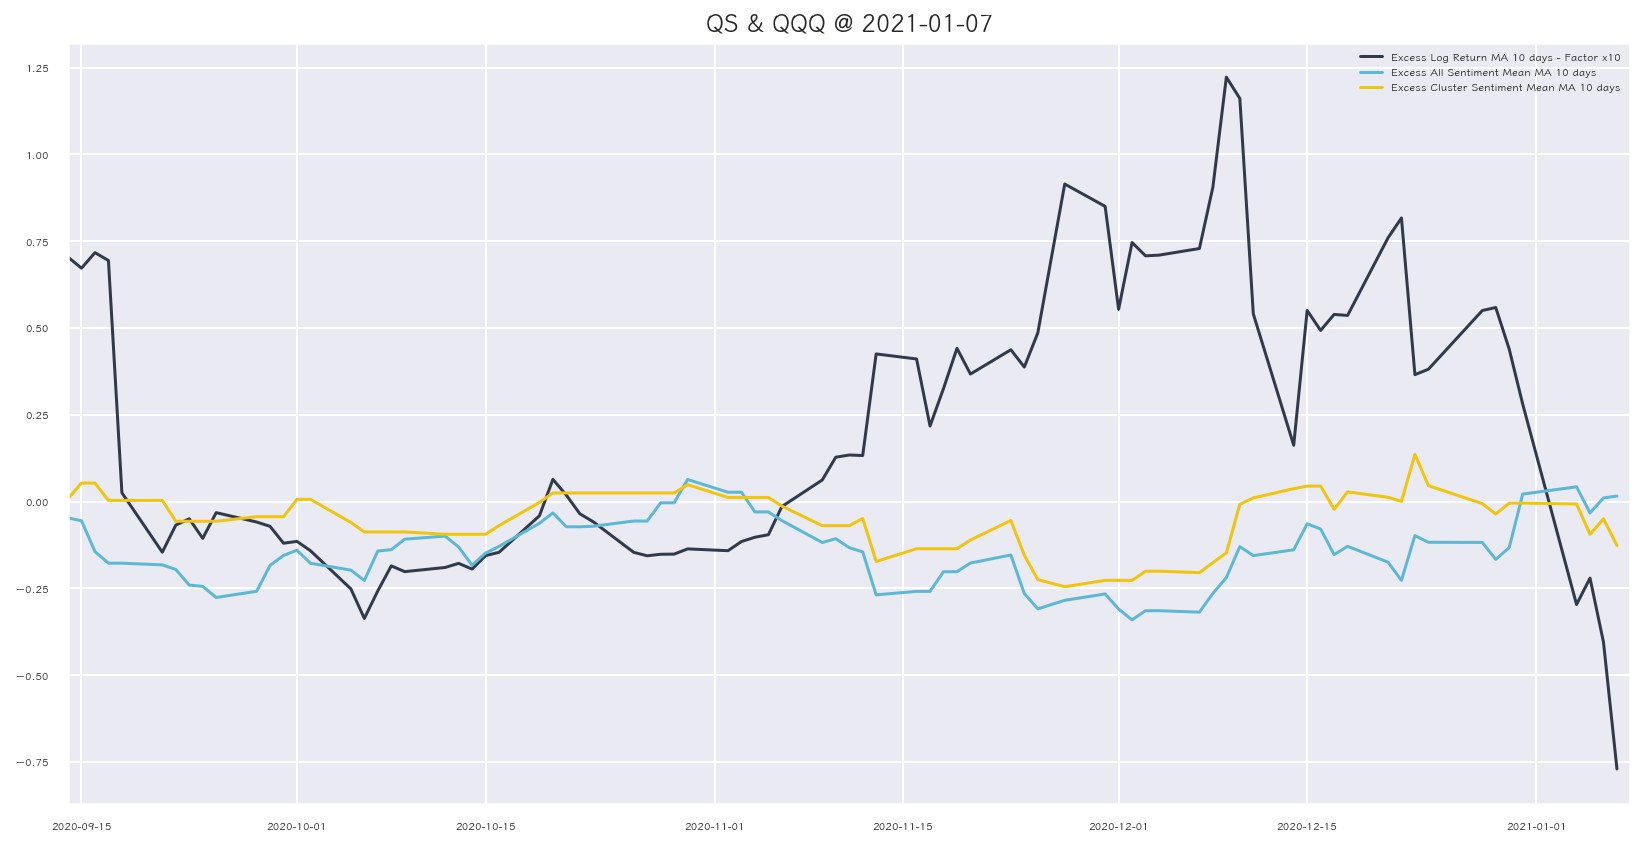 QS & QQQ @ 2021-01-07
Excess Log Return MA 10 days - Factor x10
Excess All Sentiment Mean MA 10 days
Excess Cluster Sentiment Mean MA 10 days
1.25
1.00
0.75
0.50
0.25
0.00
−0.25
−0.50
−0.75
2020-09-15 2020-10-01 2020-10-15 2020-11-01 2020-11-15 2020-12-01 2020-12-15 2021-01-01